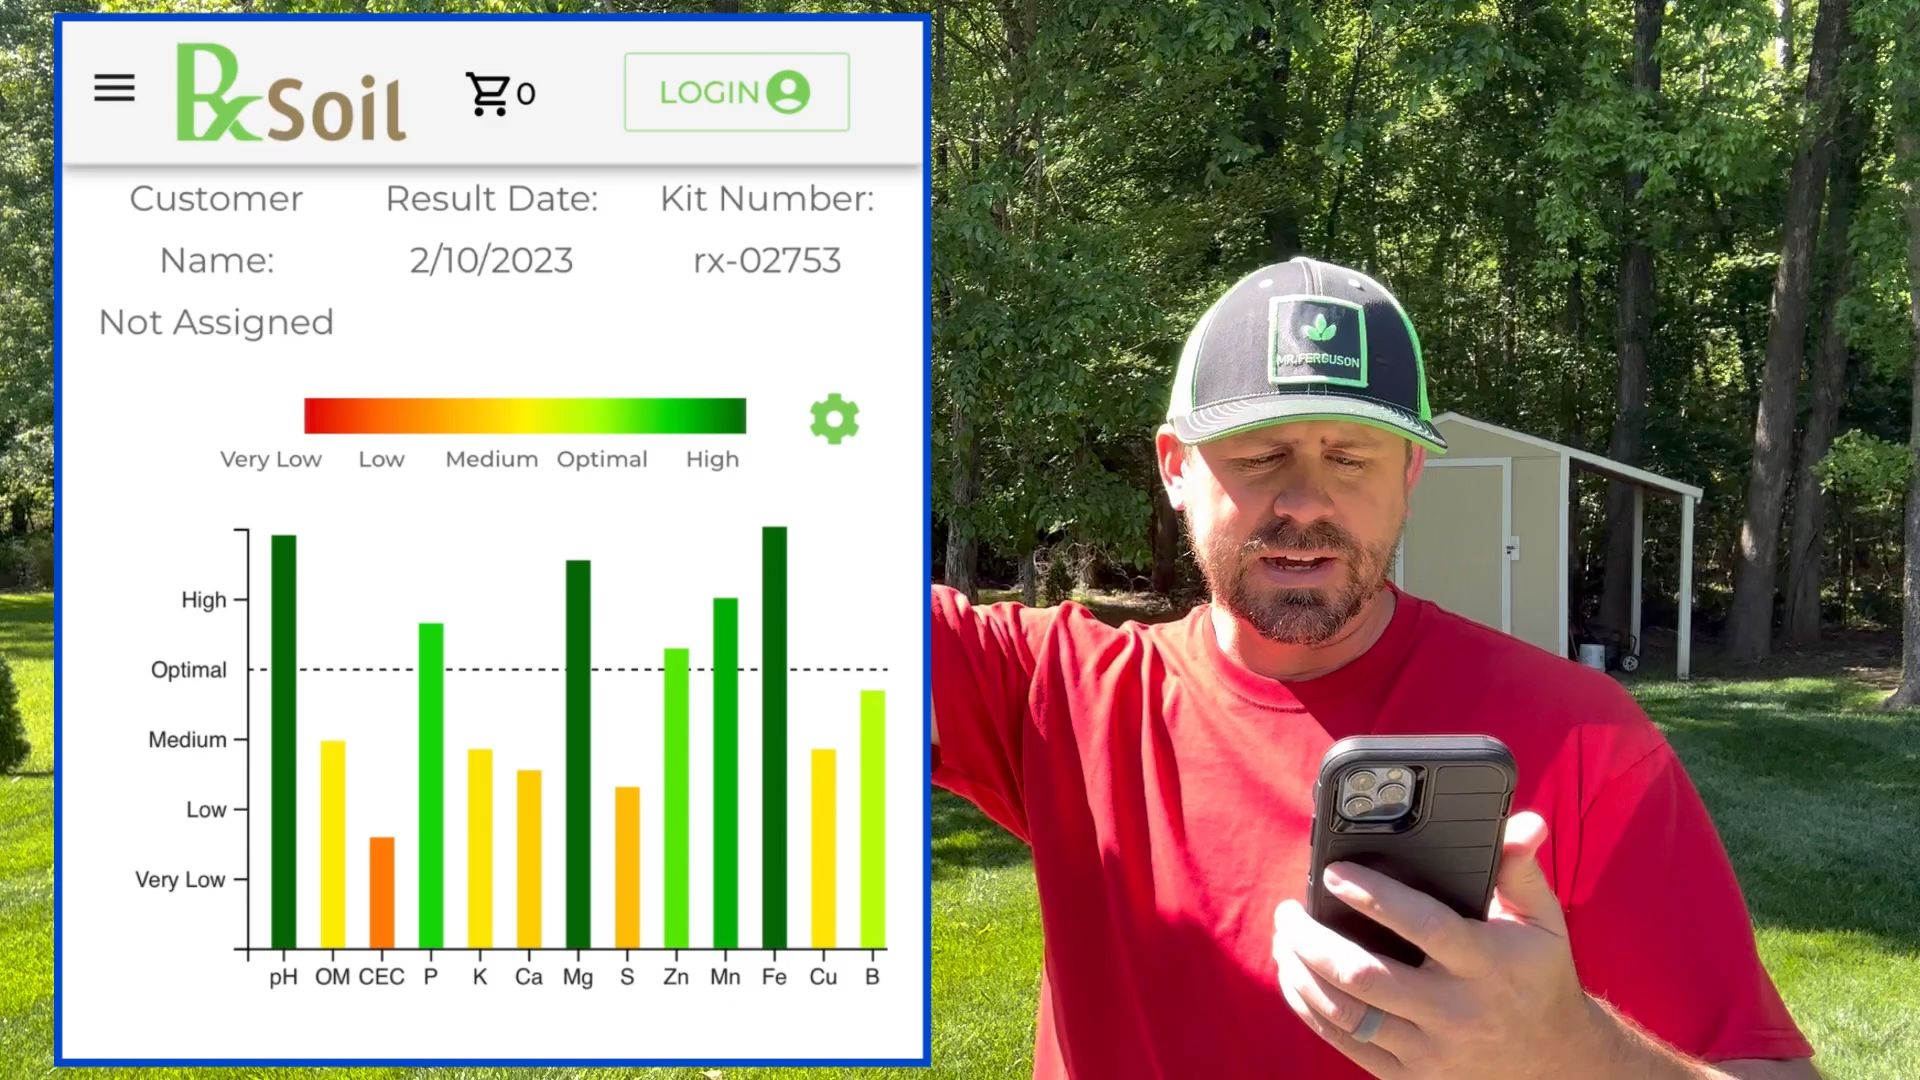 Rx Soil
0
LOGIN
Customer Name: Not Assigned
Result Date: 2/10/2023
Kit Number: rx-02753
Very Low Low Medium Optimal High
High
Optimal
Medium
Low
Very Low
pH OM CEC P K Ca Mg S Zn Mn Fe Cu B
MR.FERGUSON